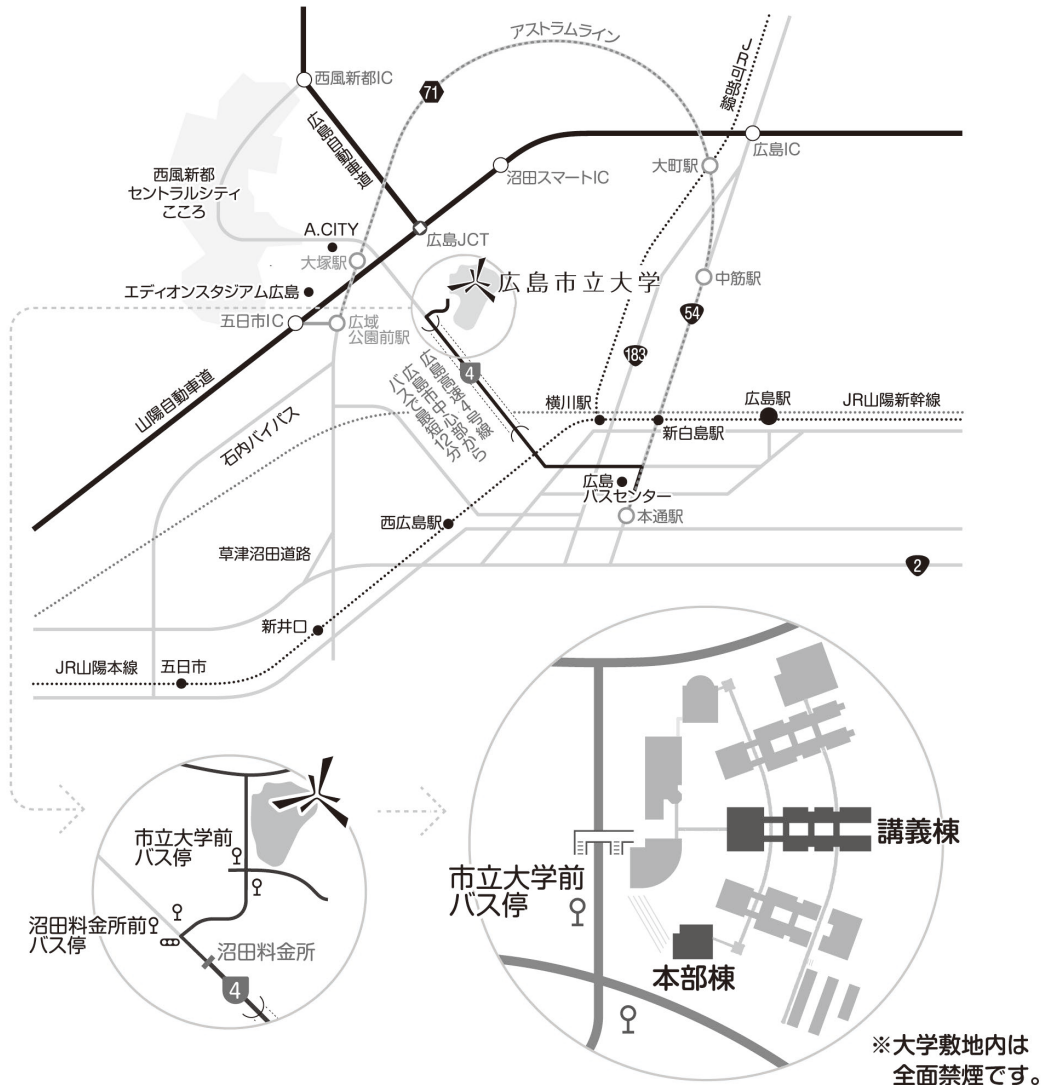 アストラムライン
JR可部線
西風新都IC
71
広島自動車道
広島IC
大町駅
沼田スマートIC
西風新都
セントラルシティ
こころ
A.CITY
広島JCT
大塚駅
広島市立大学
中筋駅
エディオンスタジアム広島
五日市IC
広域
公園前駅
54
183
4
広島高速4号線
広島市中心部から
バスで最短12分
山陽自動車道
石内バイパス
横川駅
広島駅
JR山陽新幹線
新白島駅
広島
バスセンター
本通駅
西広島駅
草津沼田道路
2
新井口
JR山陽本線
五日市
市立大学前
バス停
沼田料金所前
バス停
沼田料金所
4
講義棟
市立大学前
バス停
本部棟
※大学敷地内は
全面禁煙です。